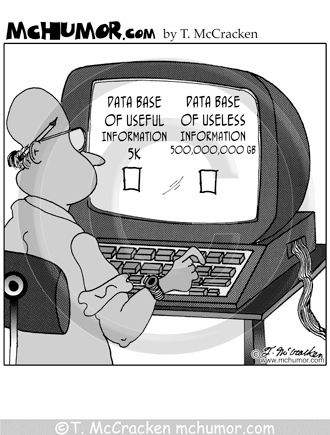 McHUMOR.com by T. McCracken
DATA BASE
OF USEFUL
INFORMATION
5K
DATA BASE
OF USELESS
INFORMATION
500,000,000 GB
© T. McCracken
www.mchumor.com
©T. McCracken mchumor.com